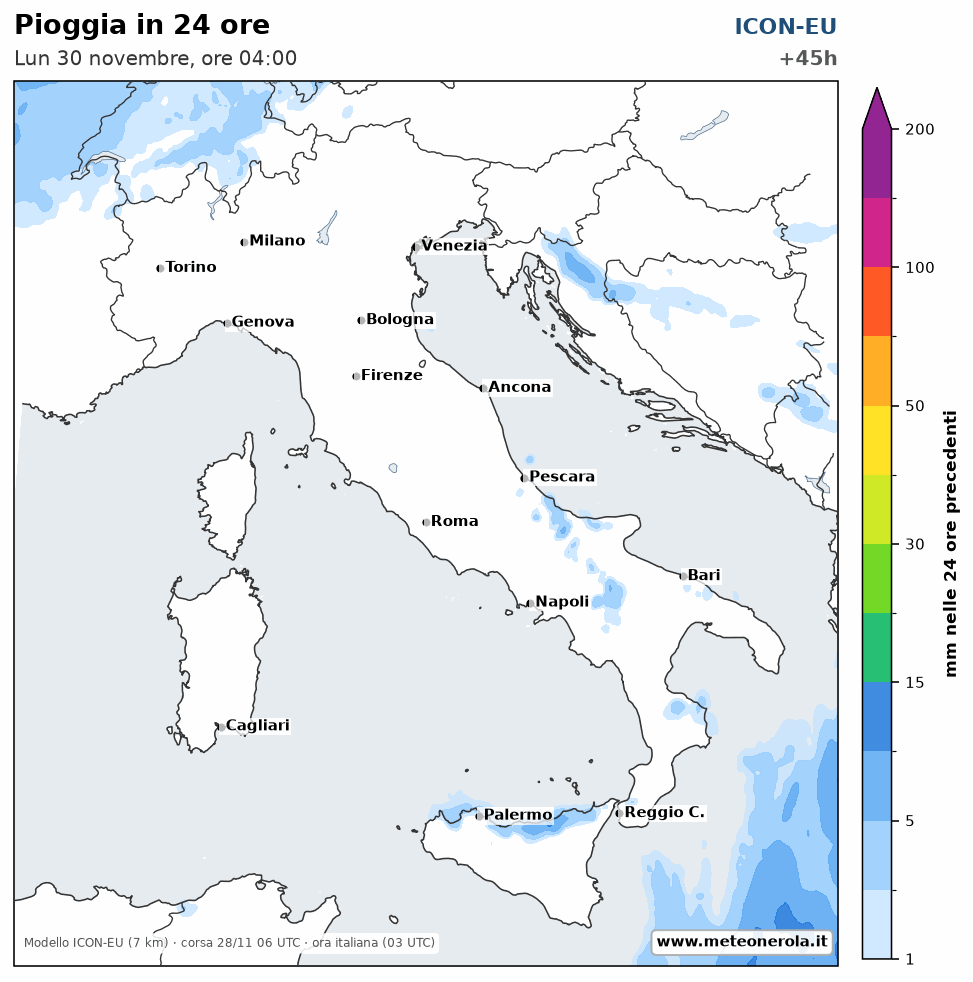 Pioggia in 24 ore
ICON-EU
Lun 30 novembre, ore 04:00
+45h
200
100
50
30
15
5
1
mm nelle 24 ore precedenti
Milano
Venezia
Torino
Genova
Bologna
Firenze
Ancona
Pescara
Roma
Bari
Napoli
Cagliari
Palermo
Reggio C.
Modello ICON-EU (7 km) · corsa 28/11 06 UTC · ora italiana (03 UTC)
www.meteonerola.it